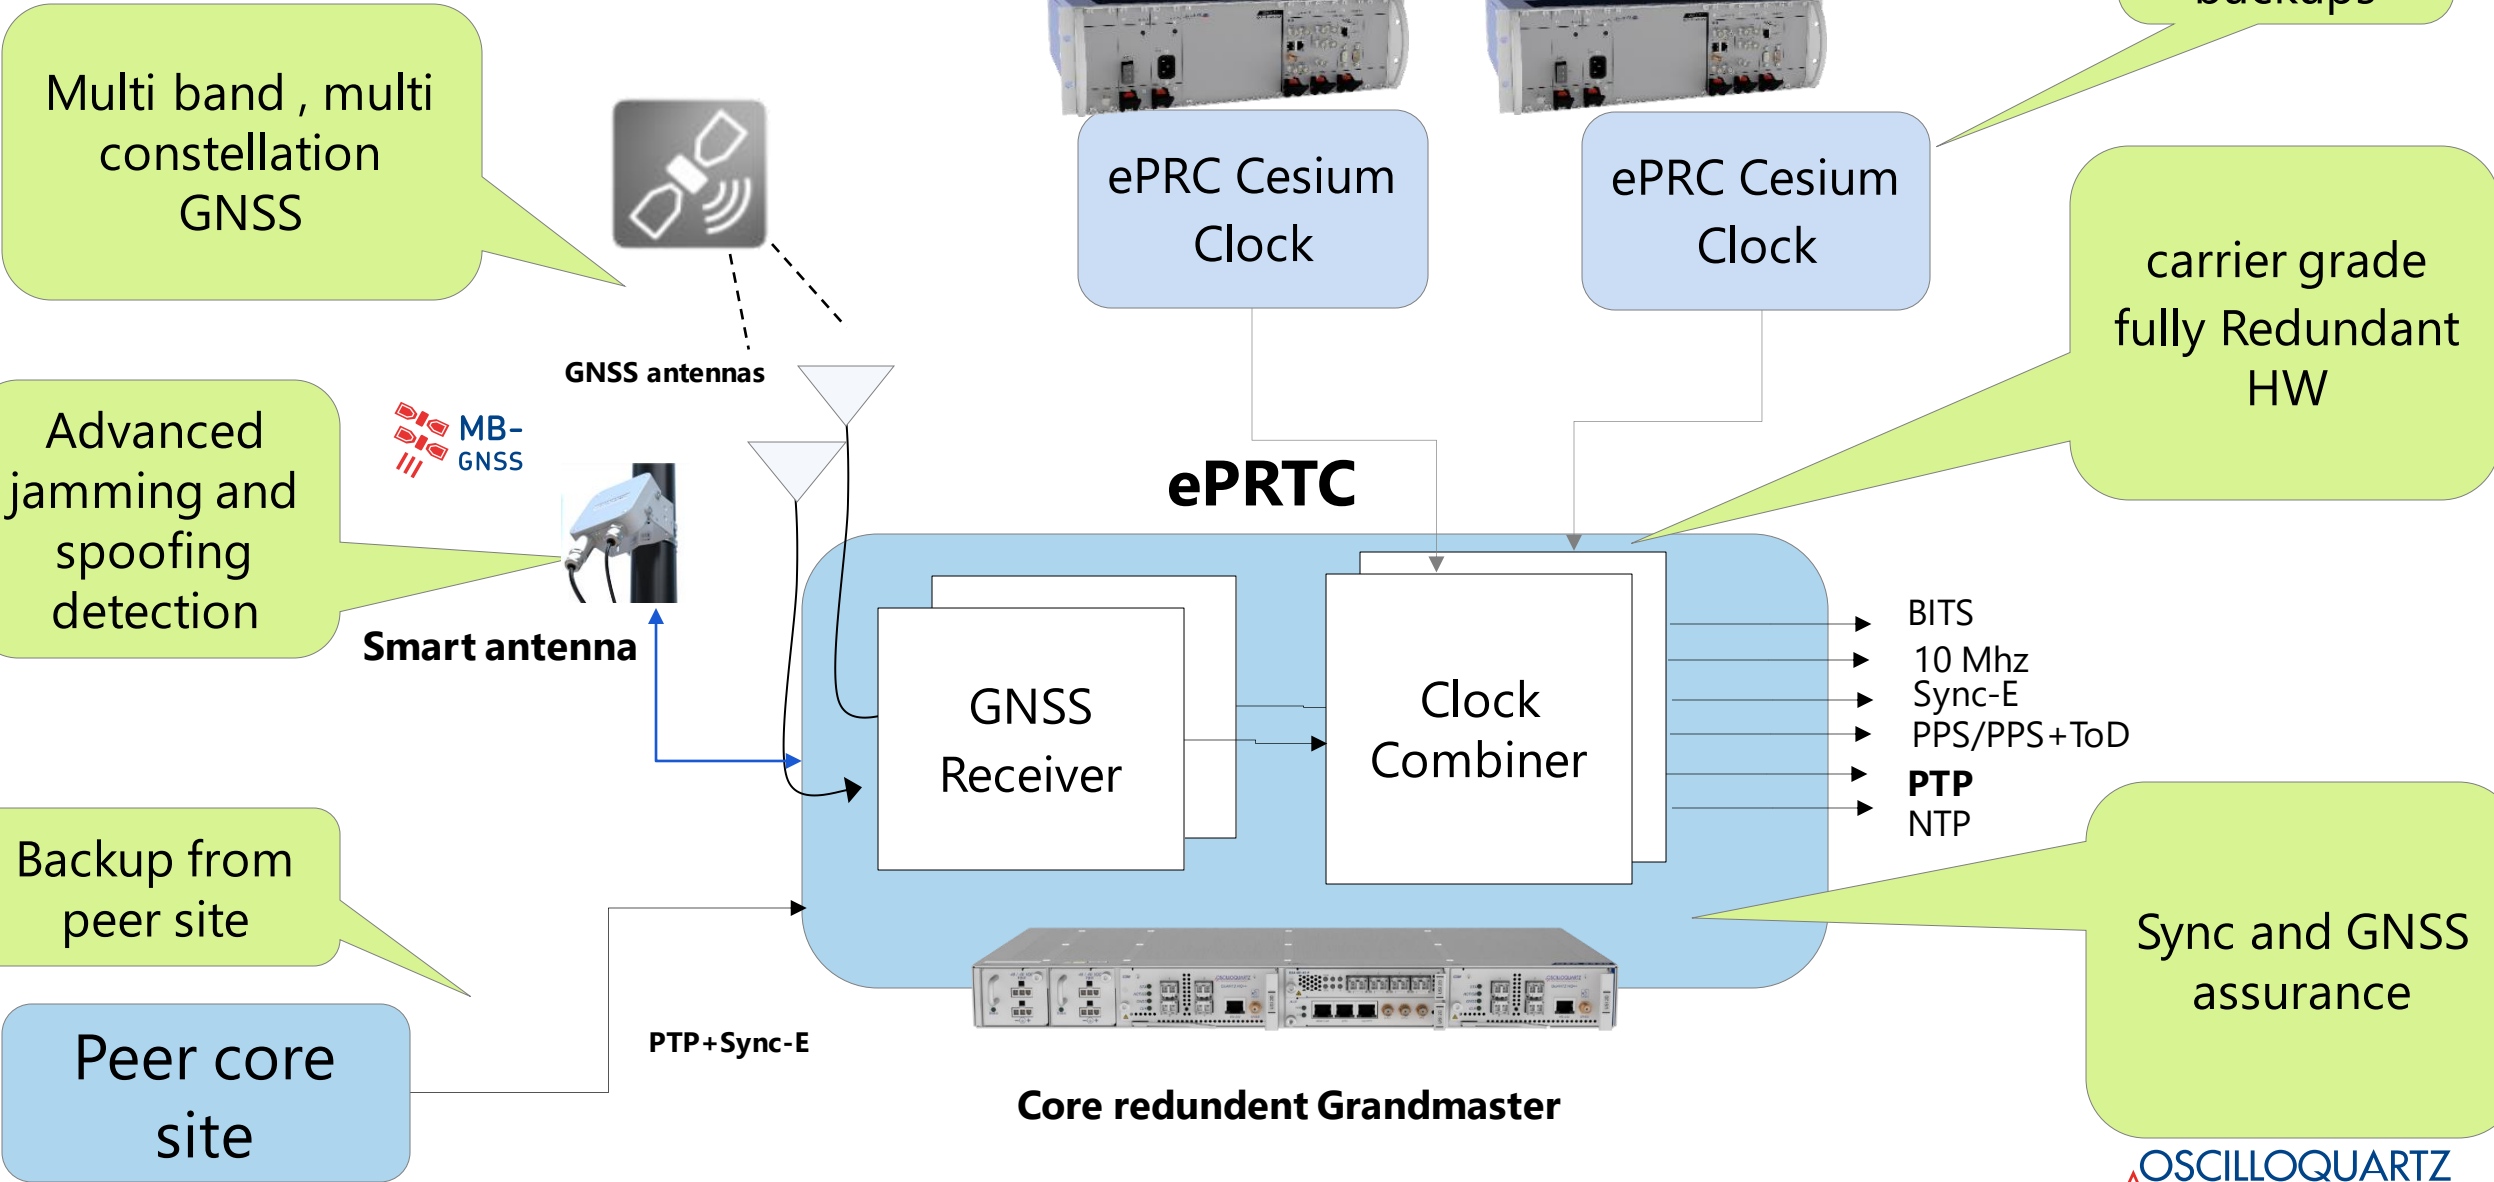 backups
Multi band , multi
constellation
GNSS
ePRC Cesium
Clock
ePRC Cesium
Clock
carrier grade
fully Redundant
HW
GNSS antennas
Advanced
jamming and
spoofing
detection
MB-
GNSS
ePRTC
Smart antenna
GNSS
Receiver
Clock
Combiner
BITS
10 Mhz
Sync-E
PPS/PPS+ToD
PTP
NTP
Backup from
peer site
Sync and GNSS
assurance
Peer core
site
PTP+Sync-E
Core redundent Grandmaster
OSCILLOQUARTZ